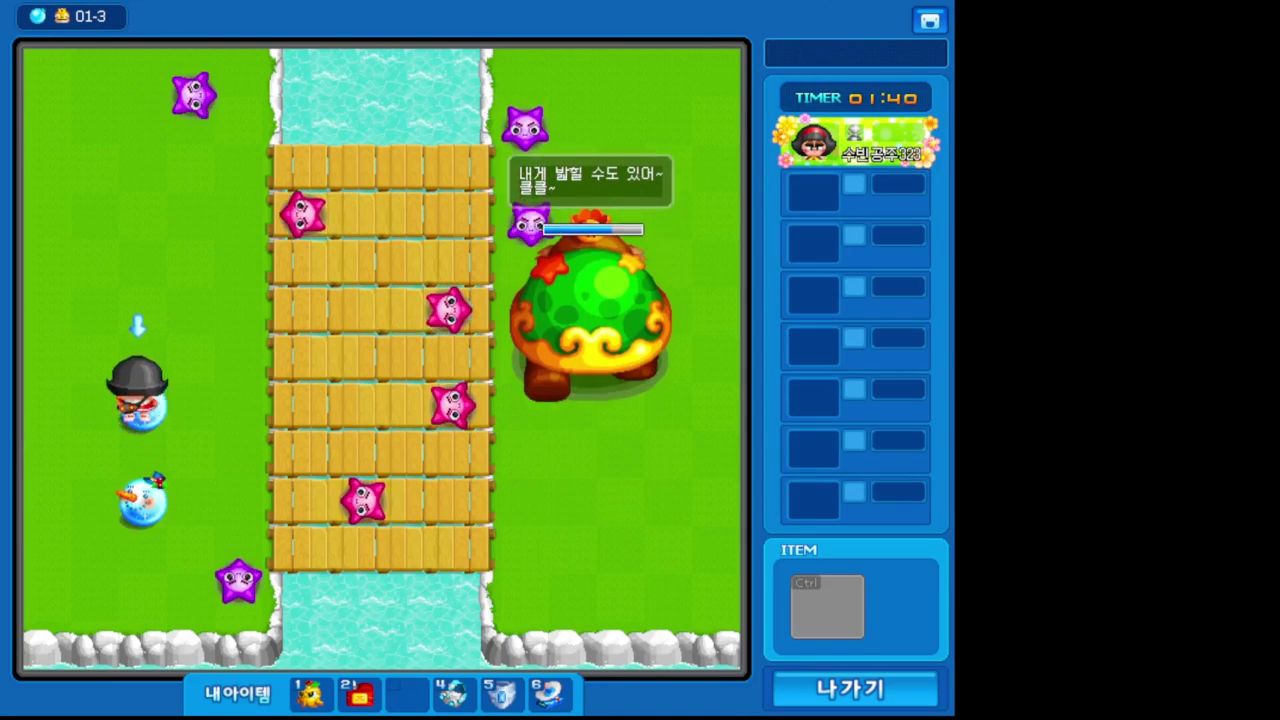 01-3
TIMER 01:40
수빈공주323
내게 밟힐 수도 있어~
클클~
ITEM
Ctrl
내아이템
1
2
4
5
6
나가기